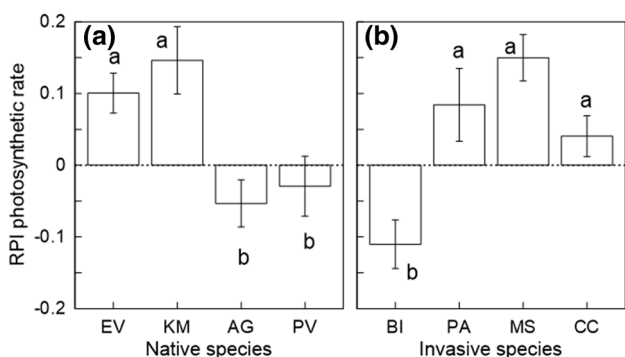 RPI photosynthetic rate
0.2
0.1
0
-0.1
-0.2
(a)
a
a
b
b
EV KM AG PV
Native species
(b)
b
a
a
a
BI PA MS CC
Invasive species